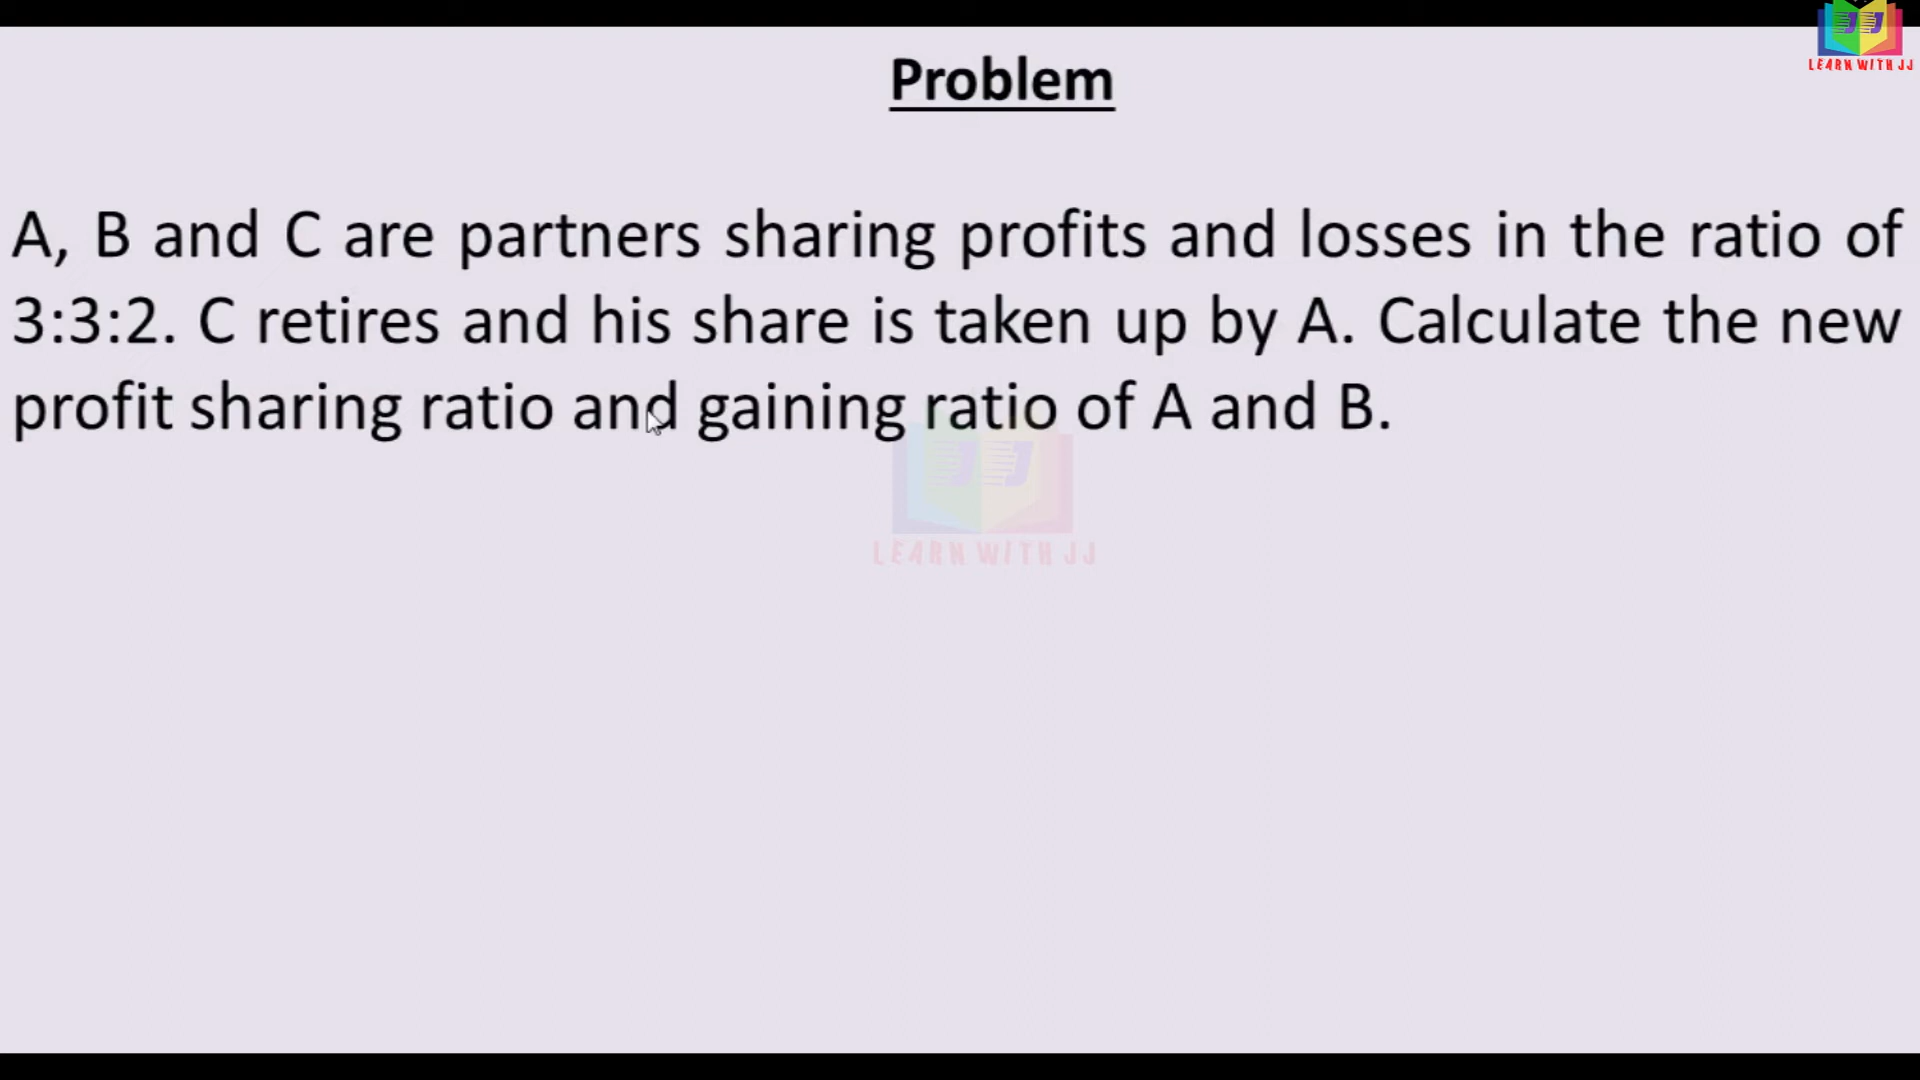 JJ
LEARN WITH JJ
Problem
A, B and C are partners sharing profits and losses in the ratio of
3:3:2. C retires and his share is taken up by A. Calculate the new
profit sharing ratio and gaining ratio of A and B.
JJ
LEARN WITH JJ